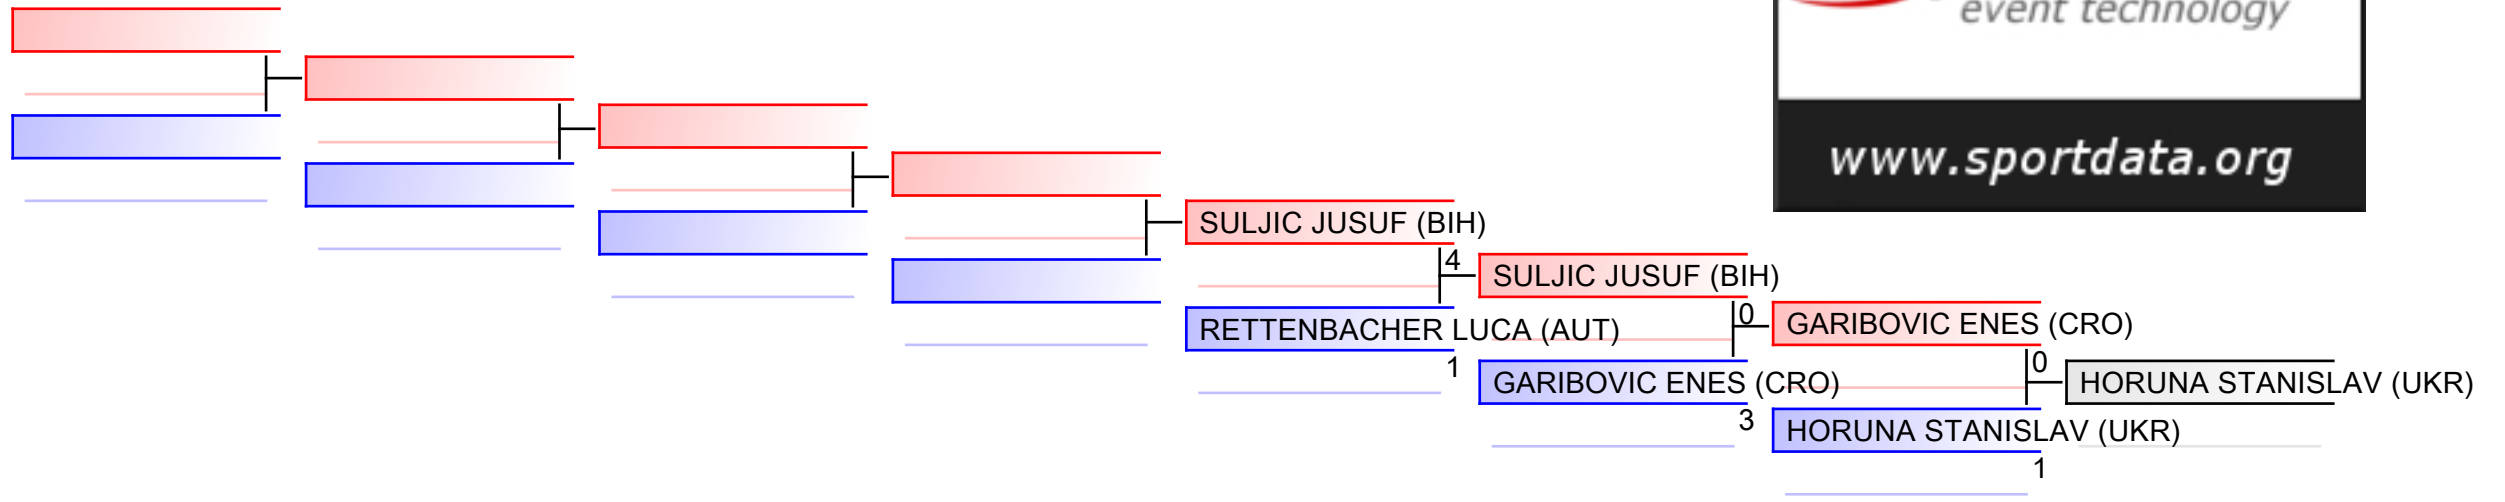 event technology
www.sportdata.org
SULJIC JUSUF (BIH)
4
SULJIC JUSUF (BIH)
0
RETTENBACHER LUCA (AUT)
1
GARIBOVIC ENES (CRO)
0
GARIBOVIC ENES (CRO)
3
HORUNA STANISLAV (UKR)
HORUNA STANISLAV (UKR)
1